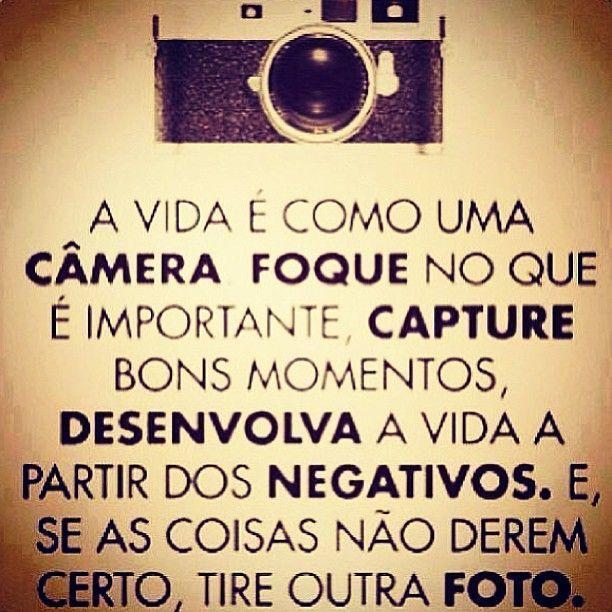 A VIDA É COMO UMA
CÂMERA. FOQUE NO QUE
É IMPORTANTE, CAPTURE
BONS MOMENTOS,
DESENVOLVA A VIDA A
PARTIR DOS NEGATIVOS. E,
SE AS COISAS NÃO DEREM
CERTO, TIRE OUTRA FOTO.